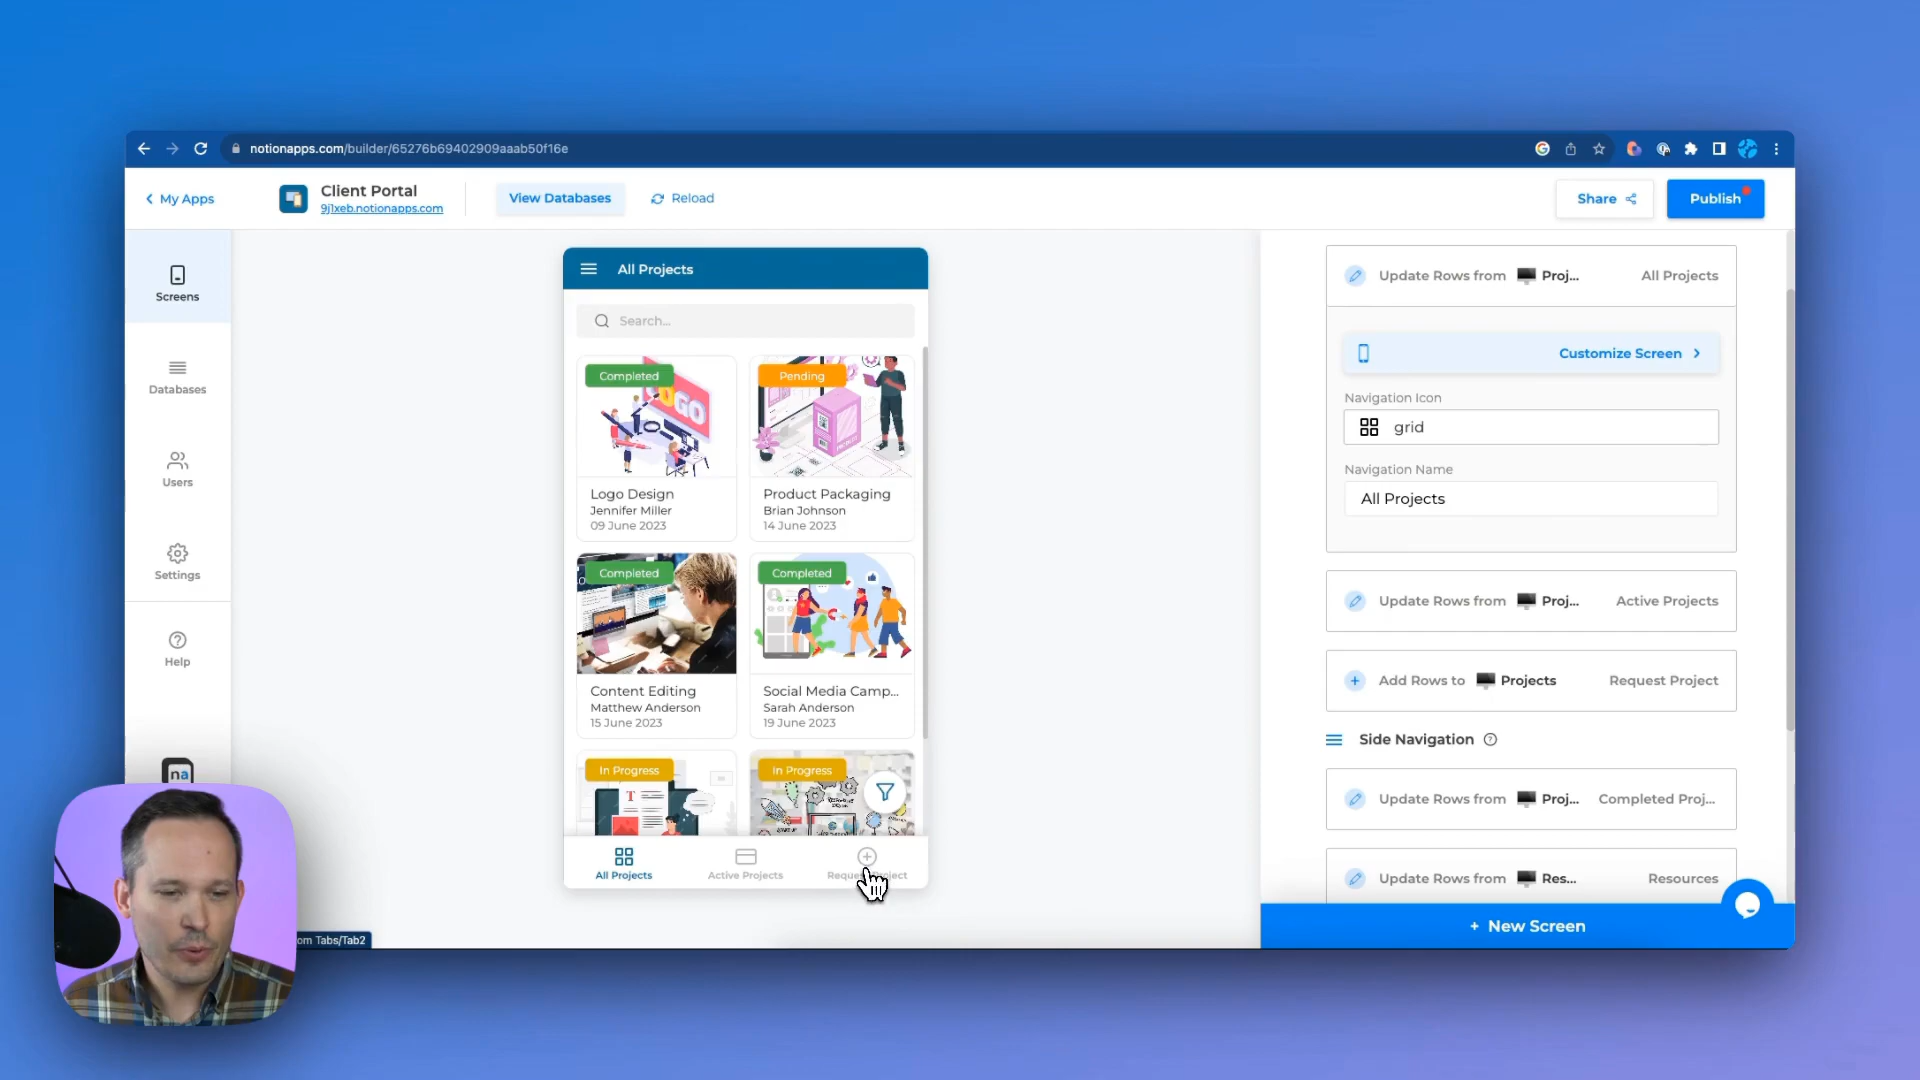 notionapps.com/builder/65276b69402909aaab50f16e
My Apps
Client Portal
9j1xeb.notionapps.com
View Databases
Reload
Share
Publish
Screens
Databases
Users
Settings
Help
na
All Projects
Search...
Completed
LOGO
Logo Design
Jennifer Miller
09 June 2023
Pending
Product Packaging
Brian Johnson
14 June 2023
Completed
Content Editing
Matthew Anderson
15 June 2023
Completed
Social Media Camp...
Sarah Anderson
19 June 2023
In Progress
T
In Progress
All Projects
Active Projects
om Tabs/Tab2
Update Rows from Proj... All Projects
Customize Screen
Navigation Icon
grid
Navigation Name
All Projects
Update Rows from Proj... Active Projects
+ Add Rows to Projects Request Project
Side Navigation ?
Update Rows from Proj... Completed Proj...
Update Rows from Res... Resources
+ New Screen